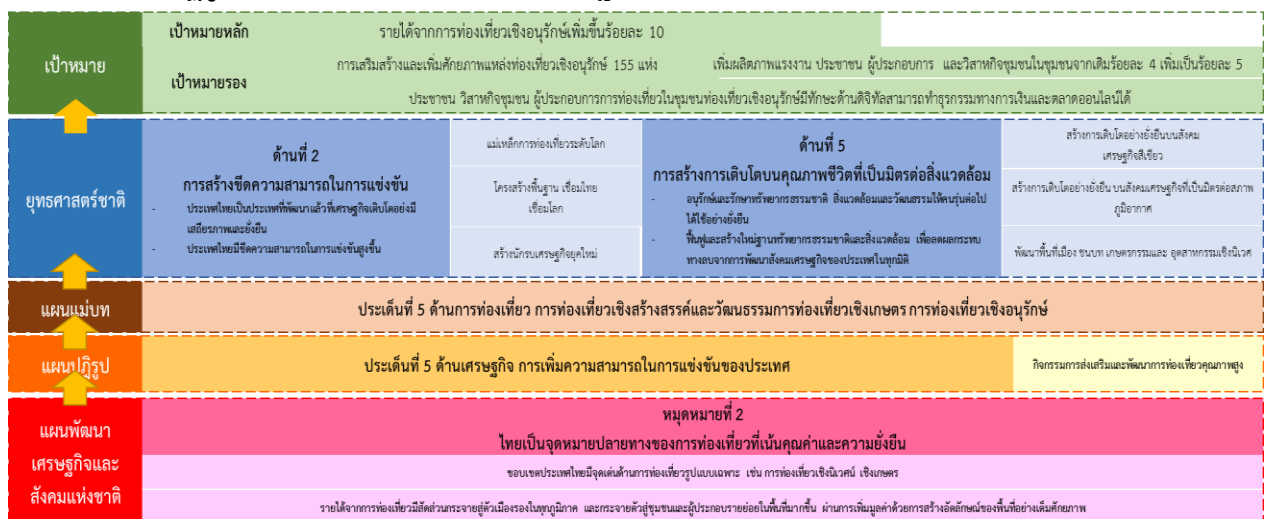 เป้าหมาย
เป้าหมายหลัก
รายได้จากการท่องเที่ยวเชิงอนุรักษ์เพิ่มขึ้นร้อยละ 10
เป้าหมายรอง
การเสริมสร้างและเพิ่มศักยภาพแหล่งท่องเที่ยวเชิงอนุรักษ์ 155 แห่ง
เพิ่มผลิตภาพแรงงาน ประชาชน ผู้ประกอบการ และวิสาหกิจชุมชนในชุมชนจากเดิมร้อยละ 4 เพิ่มเป็นร้อยละ 5
ประชาชน วิสาหกิจชุมชน ผู้ประกอบการการท่องเที่ยวในชุมชนท่องเที่ยวเชิงอนุรักษ์มีทักษะด้านดิจิทัลสามารถทำธุรกรรมทางการเงินและตลาดออนไลน์ได้
ยุทธศาสตร์ชาติ
ด้านที่ 2
การสร้างขีดความสามารถในการแข่งขัน
- ประเทศไทยเป็นประเทศที่พัฒนาแล้วที่เศรษฐกิจเติบโตอย่งมี
เสถียรภาพและยั่งยืน
- ประเทศไทยมีขีดความสามารถในการแข่งขันสูงขึ้น
แม่เหล็กการท่องเที่ยวระดับโลก
โครงสร้างพื้นฐาน เชื่อมไทย
เชื่อมโลก
สร้างนักรบเศรษฐกิจยุคใหม่
ด้านที่ 5
การสร้างการเติบโตบนคุณภาพชีวิตที่เป็นมิตรต่อสิ่งแวดล้อม
- อนุรักษ์และรักษาทรัพยากรธรรมชาติ สิ่งแวดล้อมและวัฒนธรรมให้คนรุ่นต่อไป
ได้ใช้อย่างยั่งยืน
- ฟื้นฟูและสร้างใหม่ฐานทรัพยากรธรรมชาติและสิ่งแวดล้อม เพื่อลดผลกระทบ
ทางลบจากการพัฒนาสังคมเศรษฐกิจของประเทศในทุกมิติ
สร้างการเติบโตอย่างยั่งยืนบนสังคม
เศรษฐกิจสีเขียว
สร้างการเติบโตอย่างยั่งยืน บนสังคมเศรษฐกิจที่เป็นมิตรต่อสภาพ
ภูมิอากาศ
พัฒนาพื้นที่เมือง ชนบท เกษตรกรรมและ อุตสาหกรรมเชิงนิเวศ
แผนแม่บท
ประเด็นที่ 5 ด้านการท่องเที่ยว การท่องเที่ยวเชิงสร้างสรรค์และวัฒนธรรมการท่องเที่ยวเชิงเกษตร การท่องเที่ยวเชิงอนุรักษ์
แผนปฏิรูป
ประเด็นที่ 5 ด้านเศรษฐกิจ การเพิ่มความสามารถในการแข่งขันของประเทศ
กิจกรรมการส่งเสริมและพัฒนาการท่องเที่ยวคุณภาพสูง
แผนพัฒนา
เศรษฐกิจและ
สังคมแห่งชาติ
หมุดหมายที่ 2
ไทยเป็นจุดหมายปลายทางของการท่องเที่ยวที่เน้นคุณค่าและความยั่งยืน
ขอบเขตประเทศไทยมีจุดเด่นด้านการท่องเที่ยวรูปแบบเฉพาะ เช่น การท่องเที่ยวเชิงนิเวศน์ เชิงเกษตร
รายได้จากการท่องเที่ยวมีสัดส่วนกระจายสู่ตัวเมืองรองในทุกภูมิภาค และกระจายตัวสู่ชุมชนและผู้ประกอบรายย่อยในพื้นที่มากขึ้น ผ่านการเพิ่มมูลค่าด้วยการสร้างอัตลักษณ์ของพื้นที่อย่างเต็มศักยภาพ